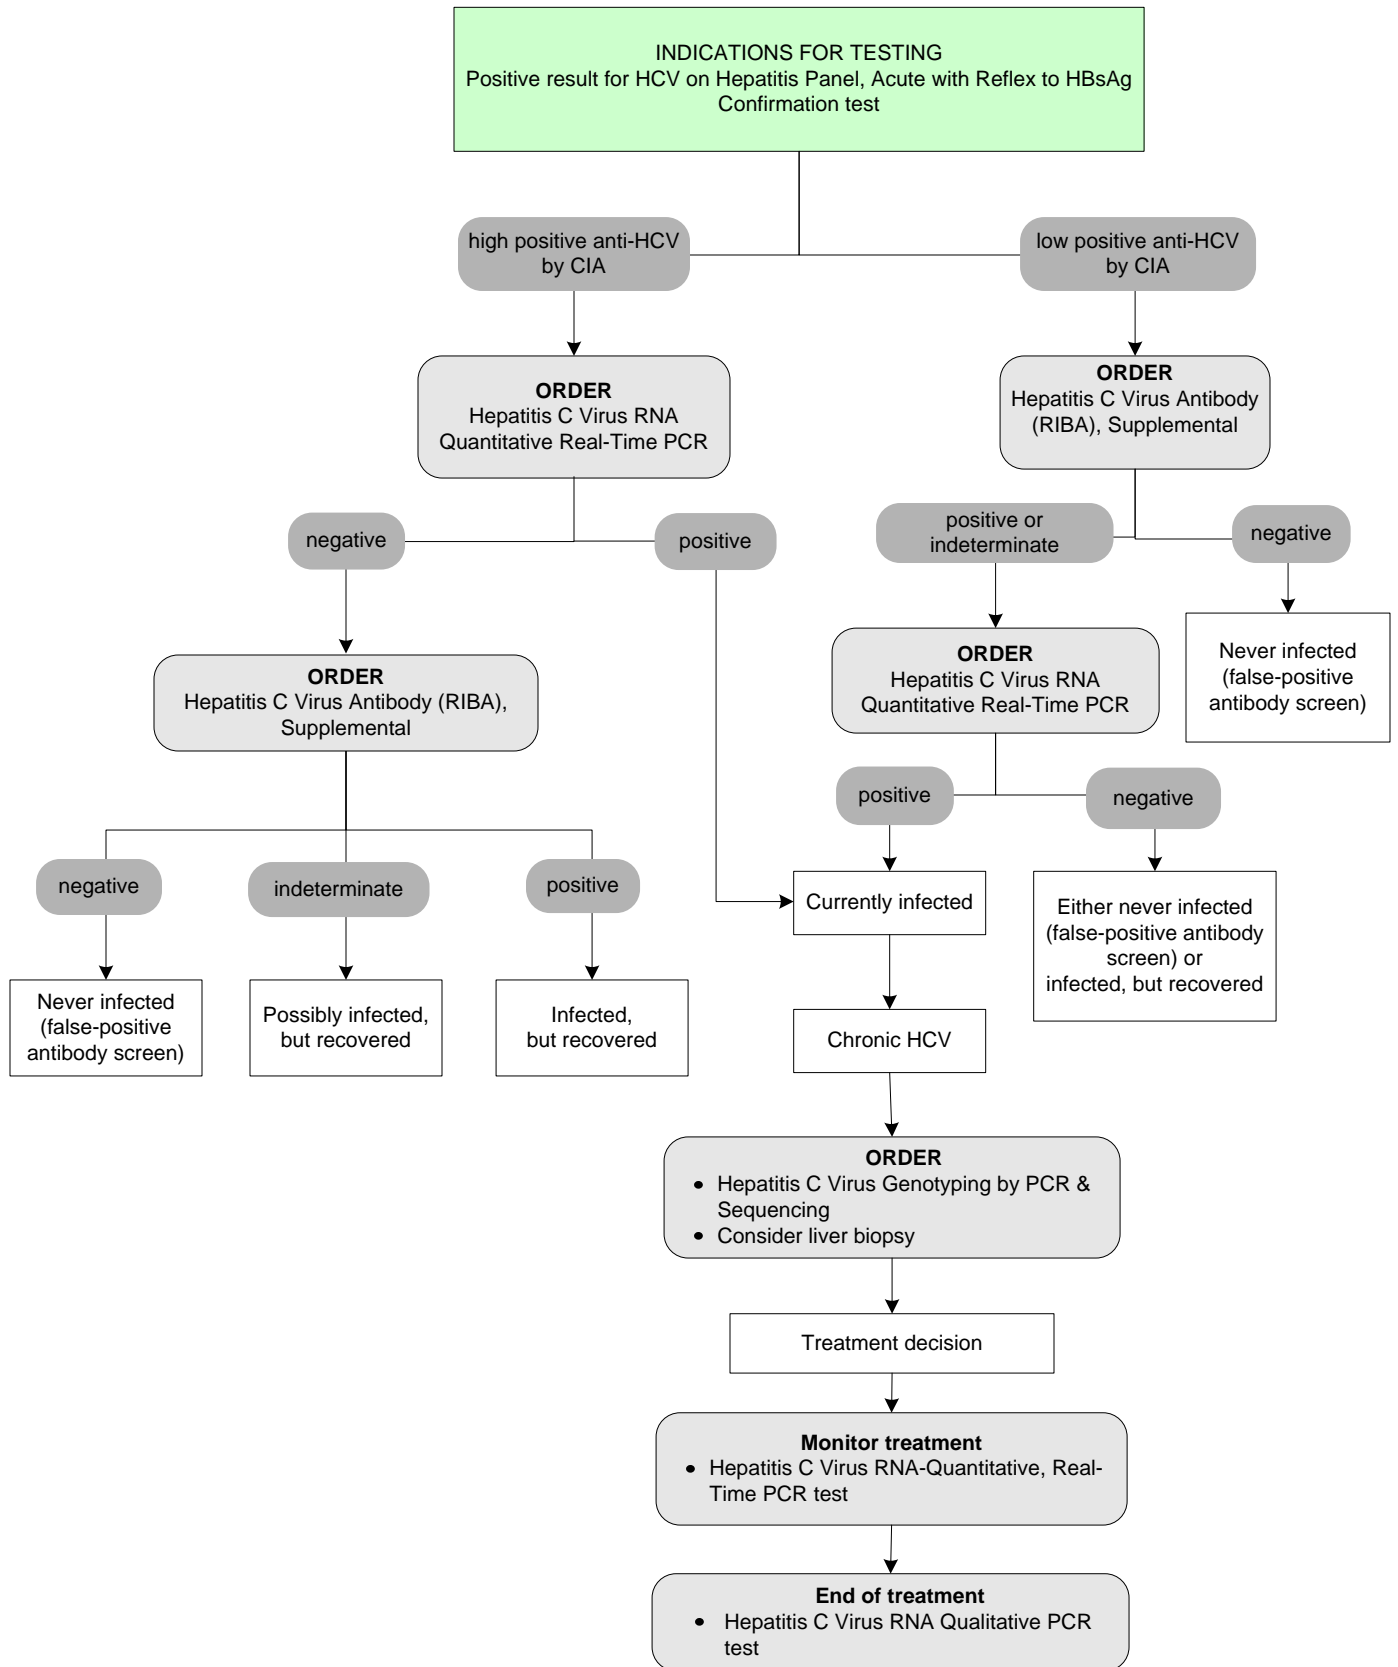 INDICATIONS FOR TESTING
Positive result for HCV on Hepatitis Panel, Acute with Reflex to HBsAg
Confirmation test
high positive anti-HCV
by CIA
low positive anti-HCV
by CIA
ORDER
Hepatitis C Virus RNA
Quantitative Real-Time PCR
ORDER
Hepatitis C Virus Antibody
(RIBA), Supplemental
negative
positive
positive or
indeterminate
negative
ORDER
Hepatitis C Virus Antibody (RIBA),
Supplemental
ORDER
Hepatitis C Virus RNA
Quantitative Real-Time PCR
Never infected
(false-positive
antibody screen)
positive
negative
negative
indeterminate
positive
Currently infected
Either never infected
(false-positive antibody
screen) or
infected, but recovered
Never infected
(false-positive
antibody screen)
Possibly infected,
but recovered
Infected,
but recovered
Chronic HCV
ORDER
• Hepatitis C Virus Genotyping by PCR &
Sequencing
• Consider liver biopsy
Treatment decision
Monitor treatment
• Hepatitis C Virus RNA-Quantitative, Real-
Time PCR test
End of treatment
• Hepatitis C Virus RNA Qualitative PCR
test